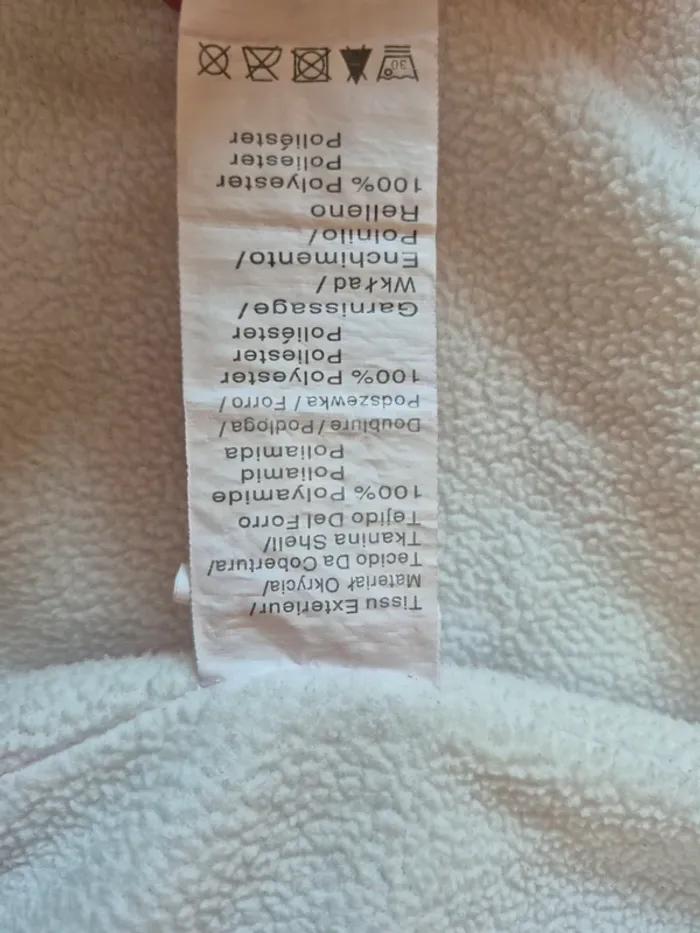 Tissu Exterieur/
Materiał Okrycia/
Tecido Da Cobertura/
Tkanina Shell/
Tejido Del Forro
100% Polyamide
Poliamid
Poliamida
Doublure / Podloga /
Podszewka / Forro /
100% Polyester
Poliester
Poliéster
Garnissage/
Wkład /
Enchimento/
Polnilo/
Relleno
100% Polyester
Poliester
Poliéster
30